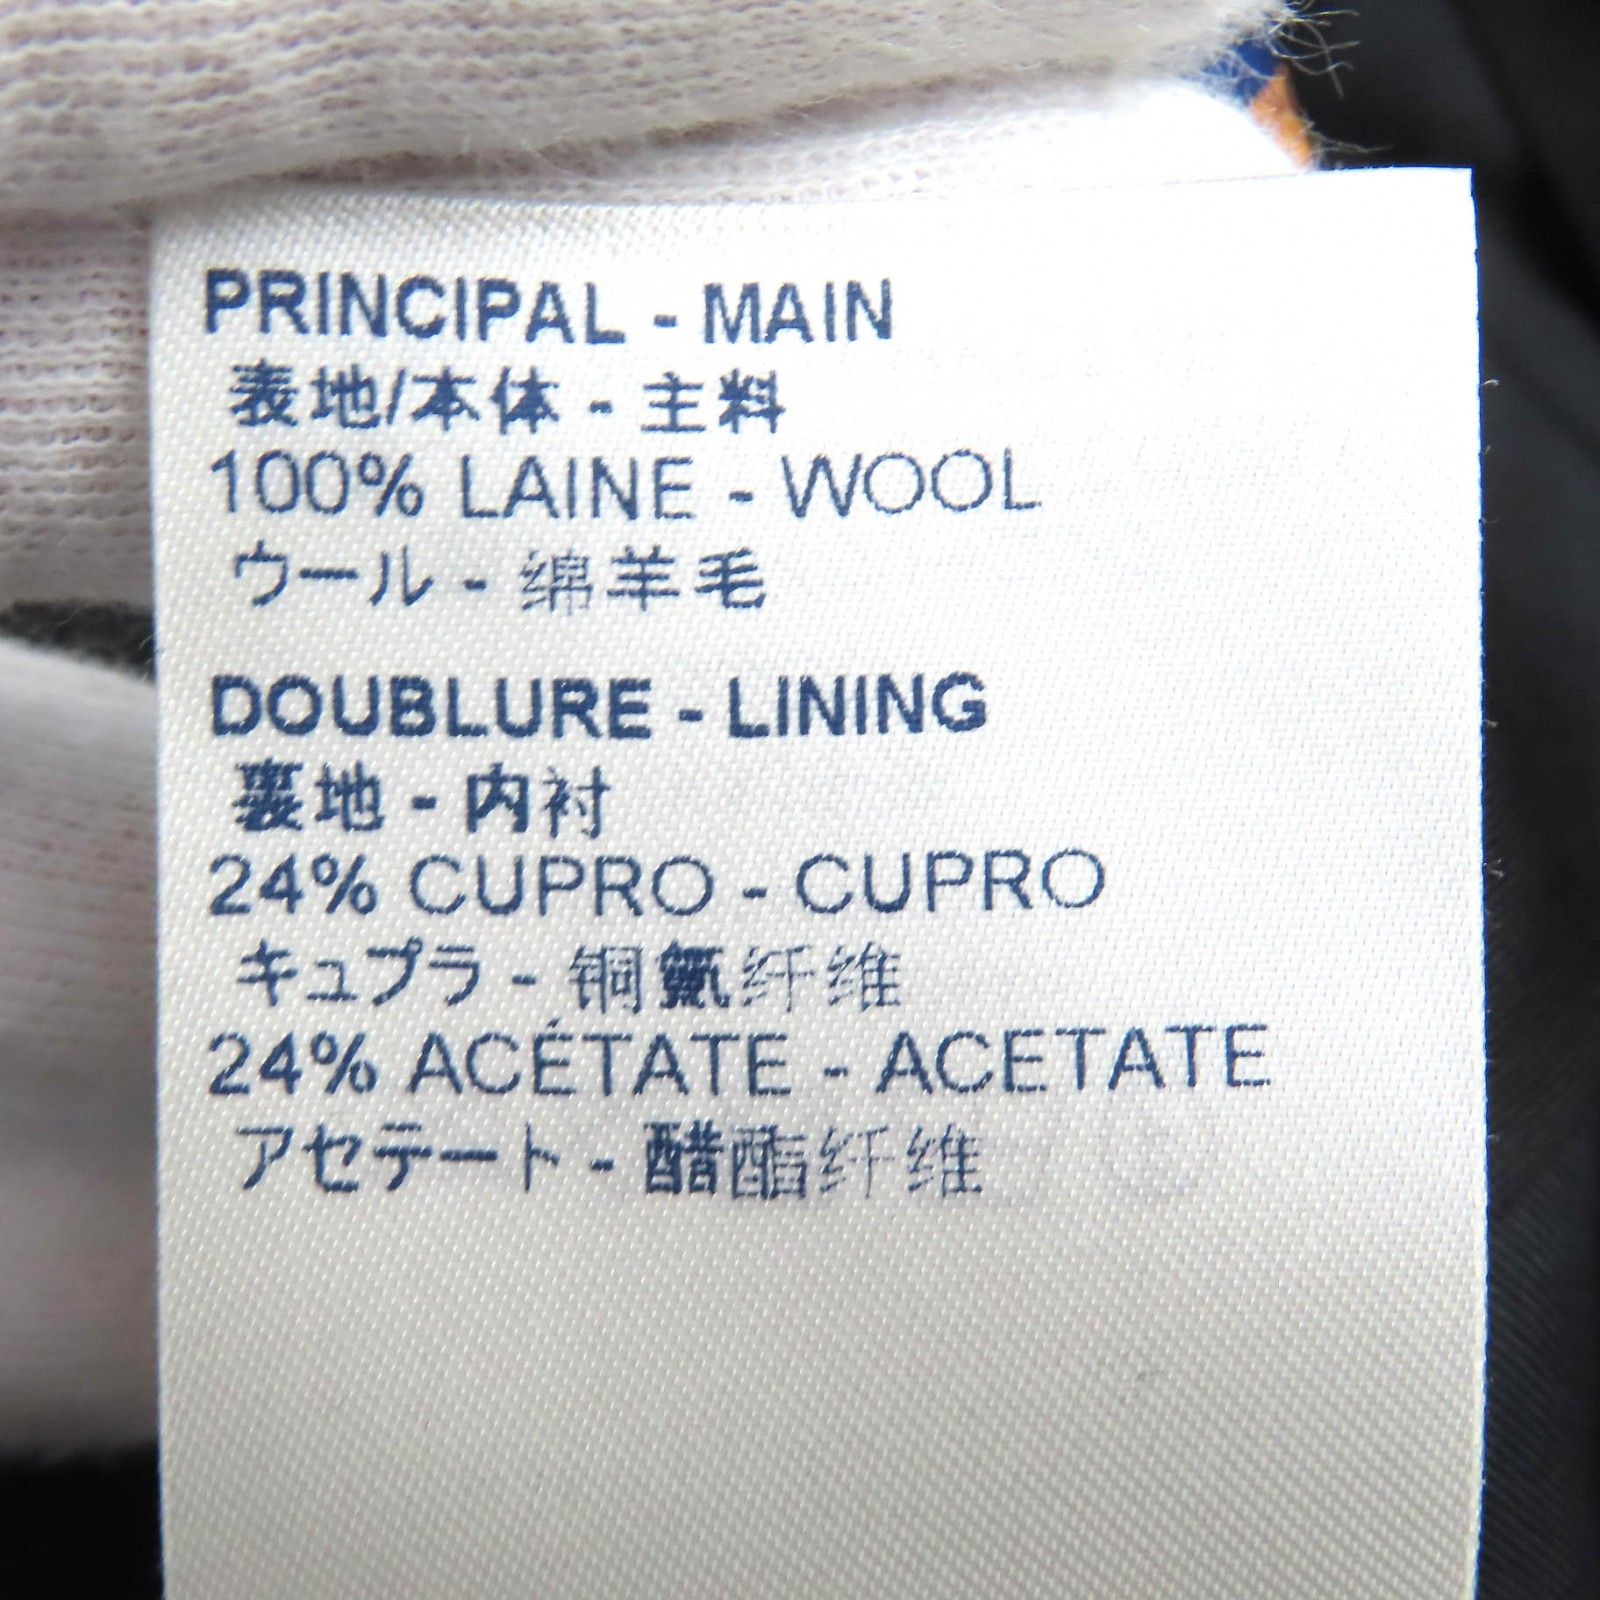 PRINCIPAL - MAIN
表地/本体 - 主料
100% LAINE - WOOL
ウール - 绵羊毛
DOUBLURE - LINING
裏地 - 内衬
24% CUPRO - CUPRO
キュプラ - 铜氨纤维
24% ACÉTATE - ACETATE
アセテート - 醋酯纤维